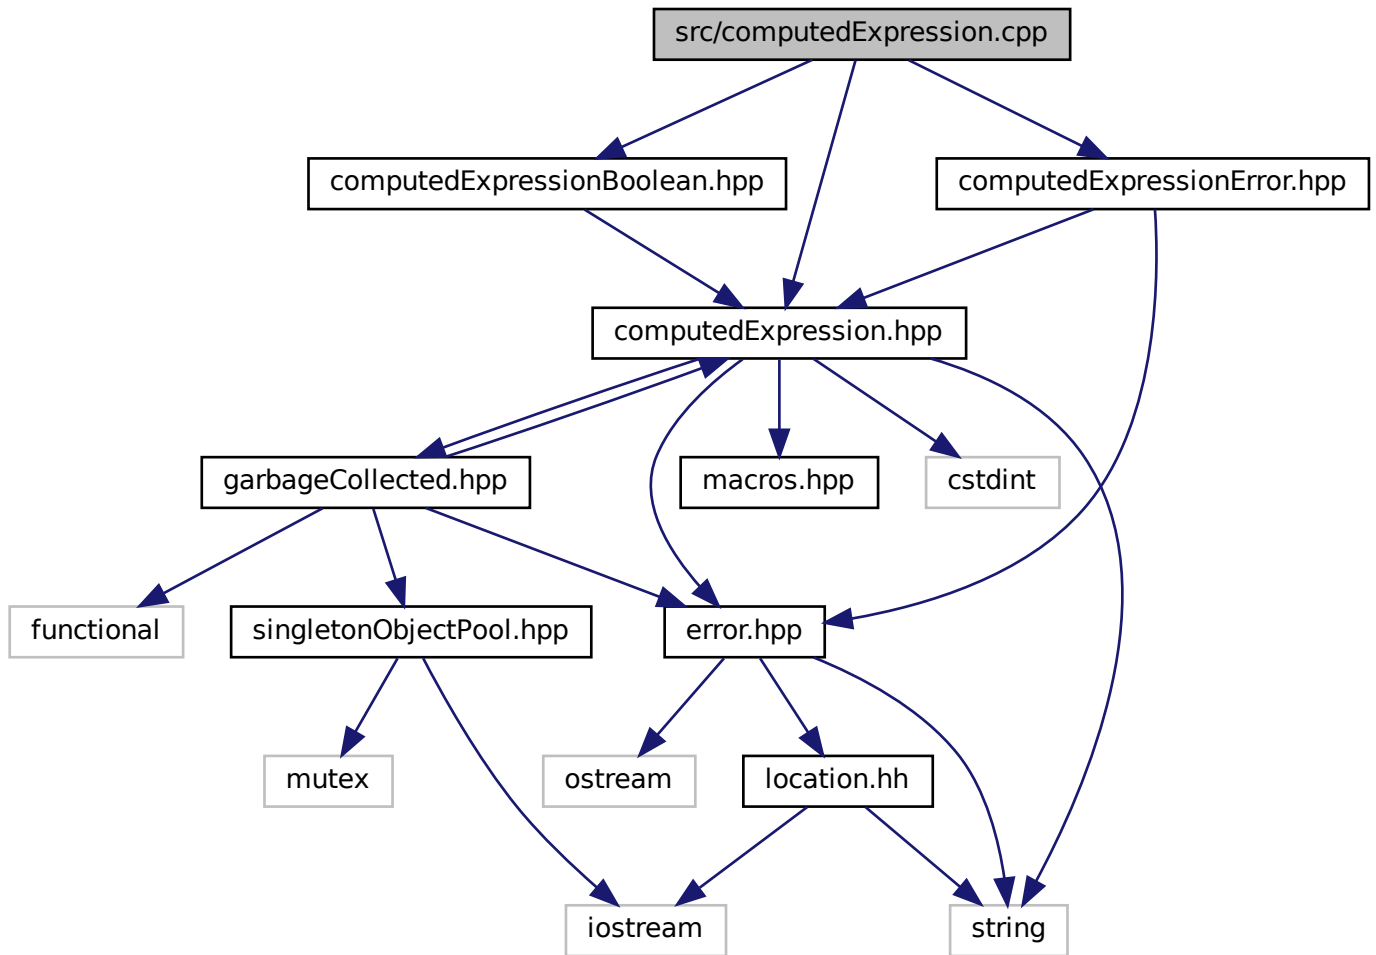 src/computedExpression.cpp
computedExpressionBoolean.hpp
computedExpressionError.hpp
computedExpression.hpp
garbageCollected.hpp
macros.hpp
cstdint
functional
singletonObjectPool.hpp
error.hpp
mutex
ostream
location.hh
iostream
string